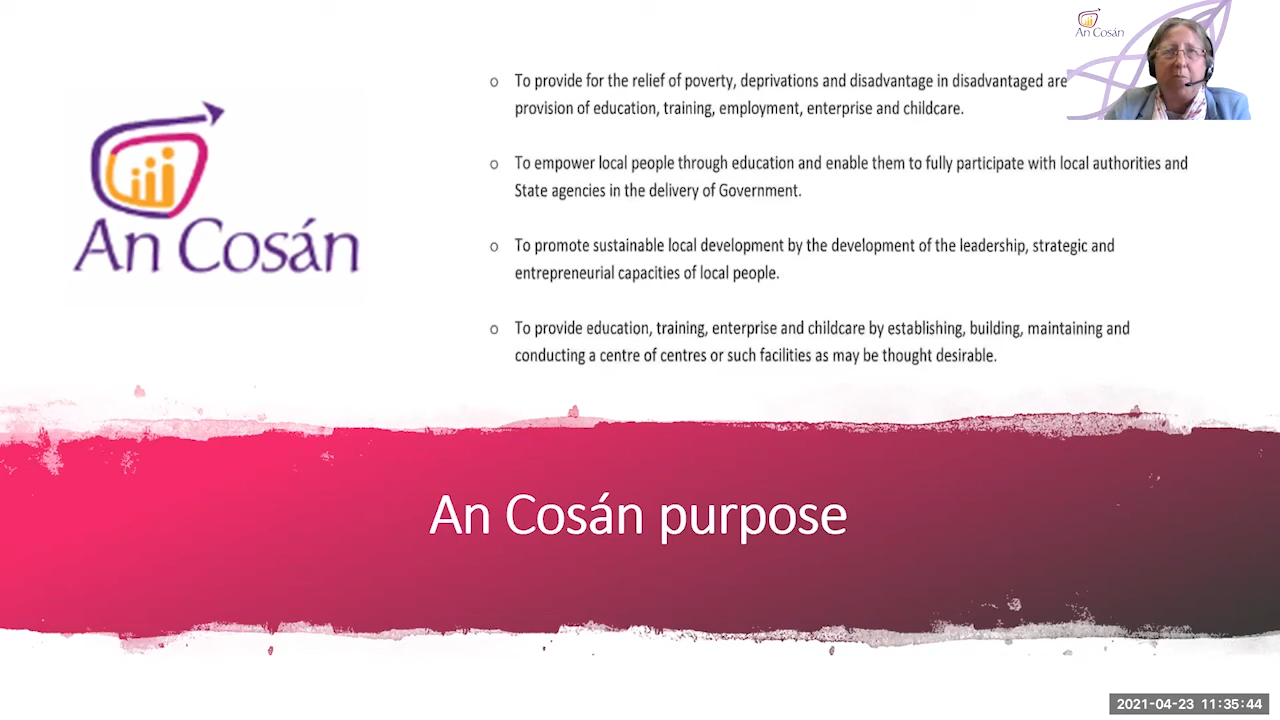 An Cosán
To provide for the relief of poverty, deprivations and disadvantage in disadvantaged
provision of education, training, employment, enterprise and childcare.
To empower local people through education and enable them to fully participate with local authorities and
State agencies in the delivery of Government.
To promote sustainable local development by the development of the leadership, strategic and
entrepreneurial capacities of local people.
To provide education, training, enterprise and childcare by establishing, building, maintaining and
conducting a centre of centres or such facilities as may be thought desirable.
An Cosán
An Cosán purpose
2021-04-23 11:35:44